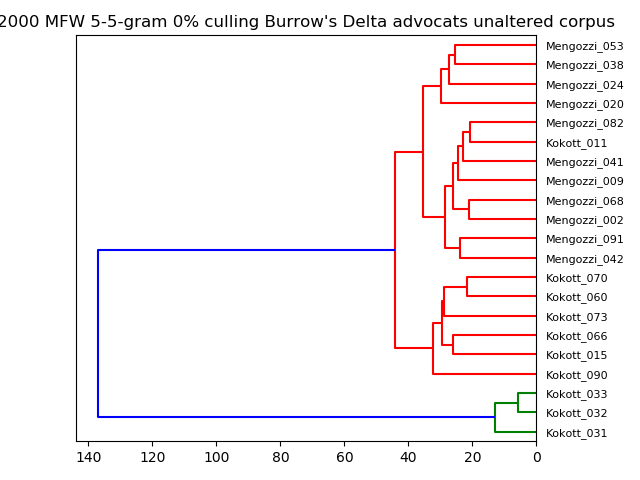 2000 MFW 5-5-gram 0% culling Burrow's Delta advocats unaltered corpus
Mengozzi_053
Mengozzi_038
Mengozzi_024
Mengozzi_020
Mengozzi_082
Kokott_011
Mengozzi_041
Mengozzi_009
Mengozzi_068
Mengozzi_002
Mengozzi_091
Mengozzi_042
Kokott_070
Kokott_060
Kokott_073
Kokott_066
Kokott_015
Kokott_090
Kokott_033
Kokott_032
Kokott_031
140 120 100 80 60 40 20 0